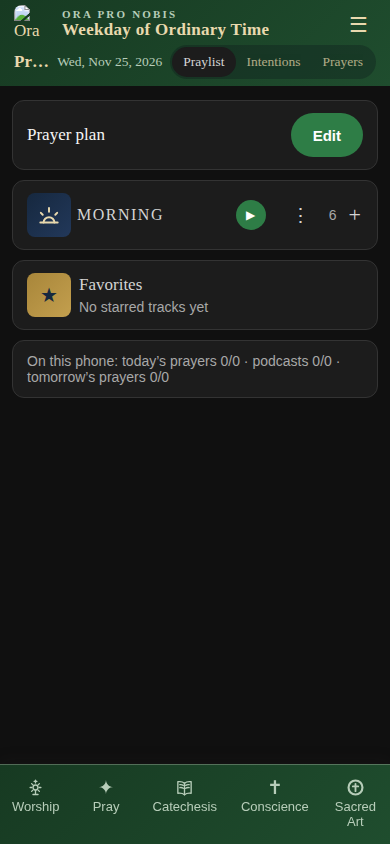 Ora
ORA PRO NOBIS
Weekday of Ordinary Time
Pr... Wed, Nov 25, 2026 Praylist Intentions Prayers
Prayer plan
Edit
MORNING
6 +
Favorites
No starred tracks yet
On this phone: today's prayers 0/0 · podcasts 0/0 ·
tomorrow's prayers 0/0
Worship Pray Catechesis Conscience Sacred
Art